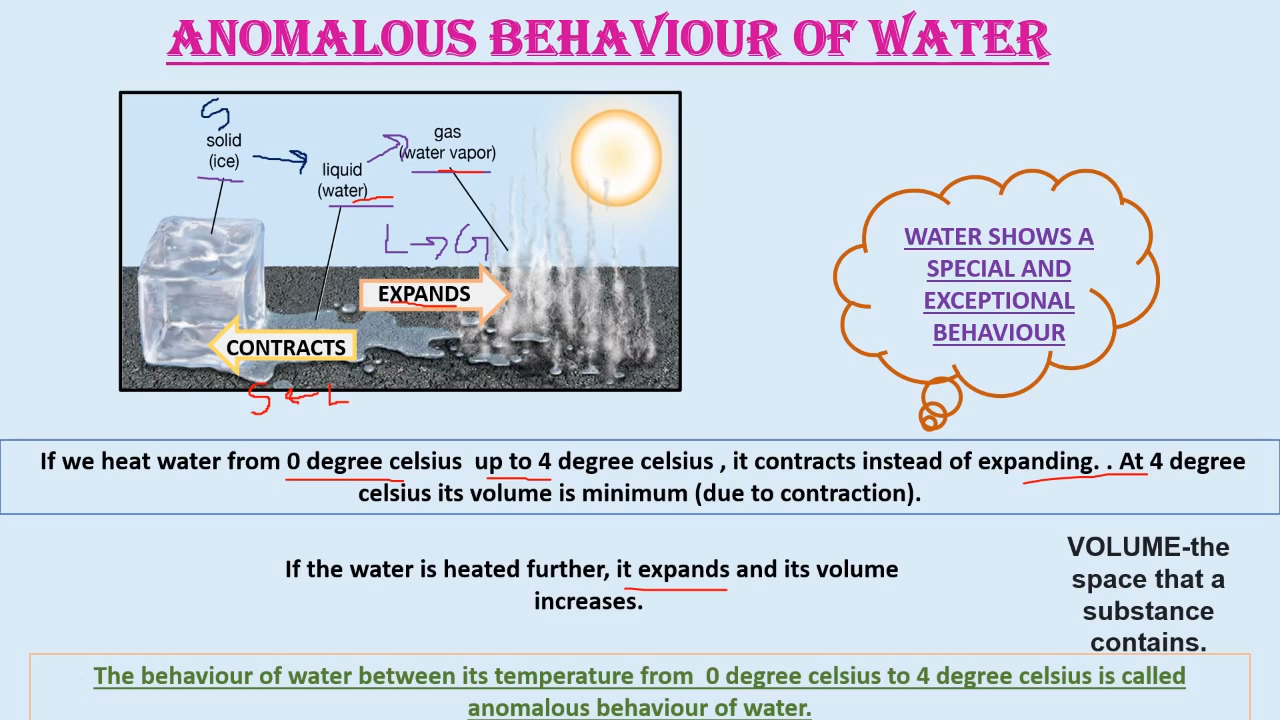 ANOMALOUS BEHAVIOUR OF WATER
S
solid
(ice)
liquid
(water)
gas
(water vapor)
L → G
EXPANDS
CONTRACTS
S ← L
WATER SHOWS A
SPECIAL AND
EXCEPTIONAL
BEHAVIOUR
If we heat water from 0 degree celsius up to 4 degree celsius , it contracts instead of expanding. . At 4 degree
celsius its volume is minimum (due to contraction).
If the water is heated further, it expands and its volume
increases.
VOLUME-the
space that a
substance
contains.
The behaviour of water between its temperature from 0 degree celsius to 4 degree celsius is called
anomalous behaviour of water.